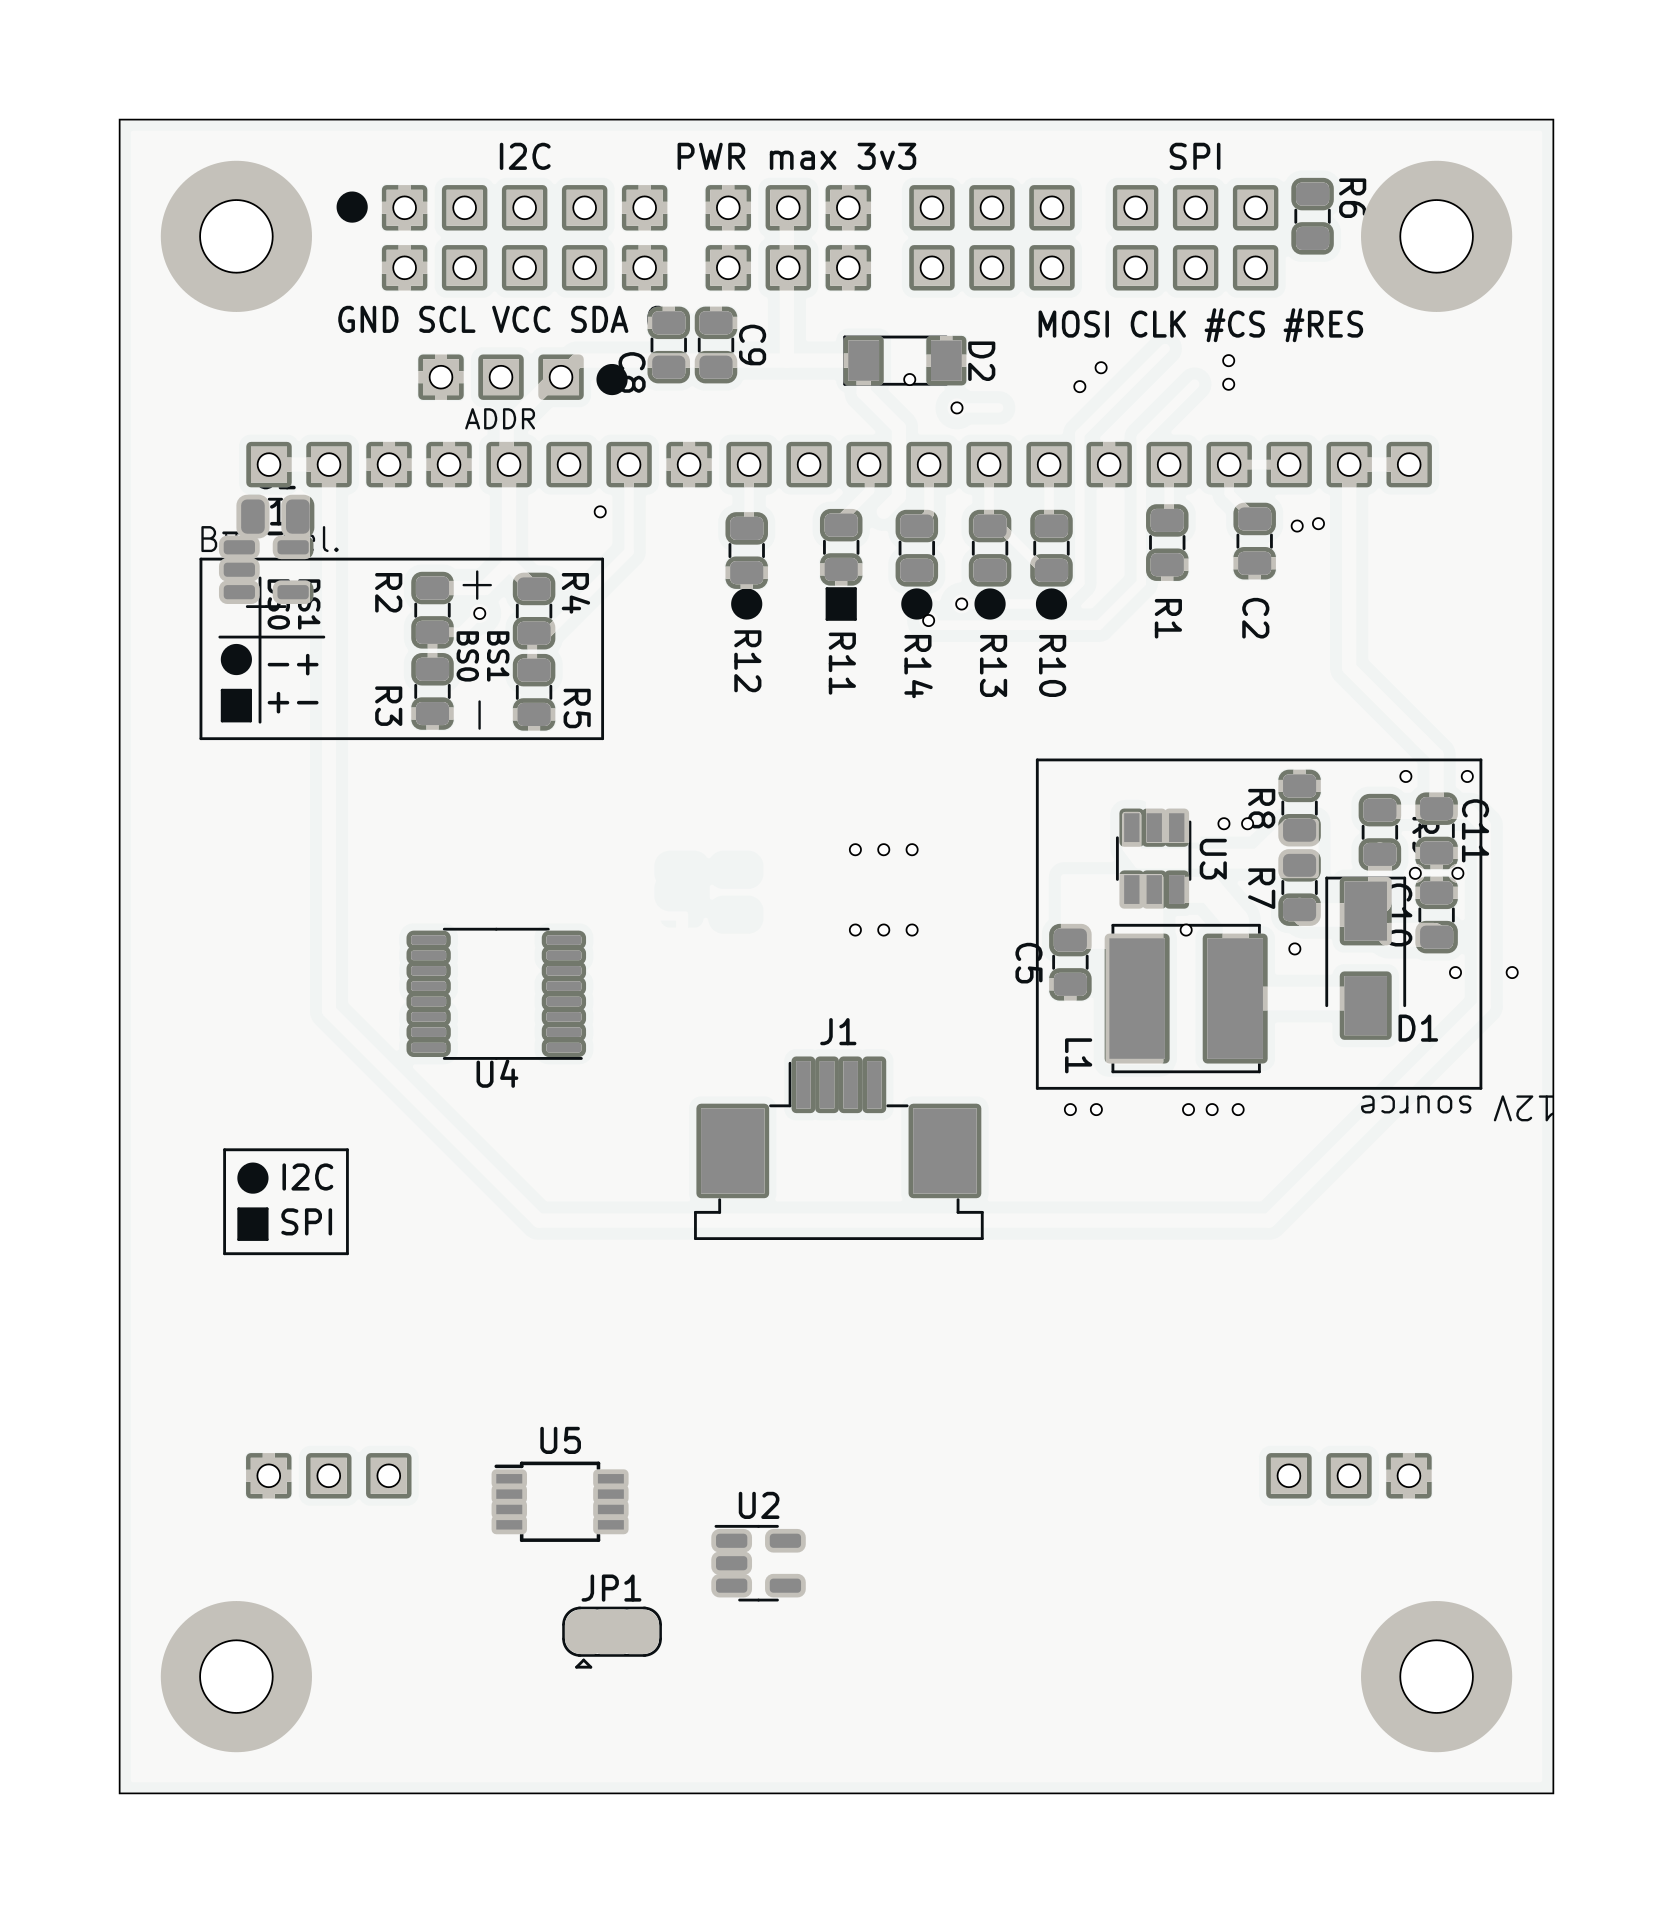 I2C
PWR max 3v3
SPI
R6
GND SCL VCC SDA
MOSI CLK #CS #RES
C8
C9
D2
ADDR
R2
R4
BS0
BS1
BS0
BS1
+
-+
+-
R3
R5
R12
R11
R14
R13
R10
R1
C2
R8
R7
U3
C11
C10
C5
L1
D1
12V source
U4
J1
I2C
SPI
U5
U2
JP1